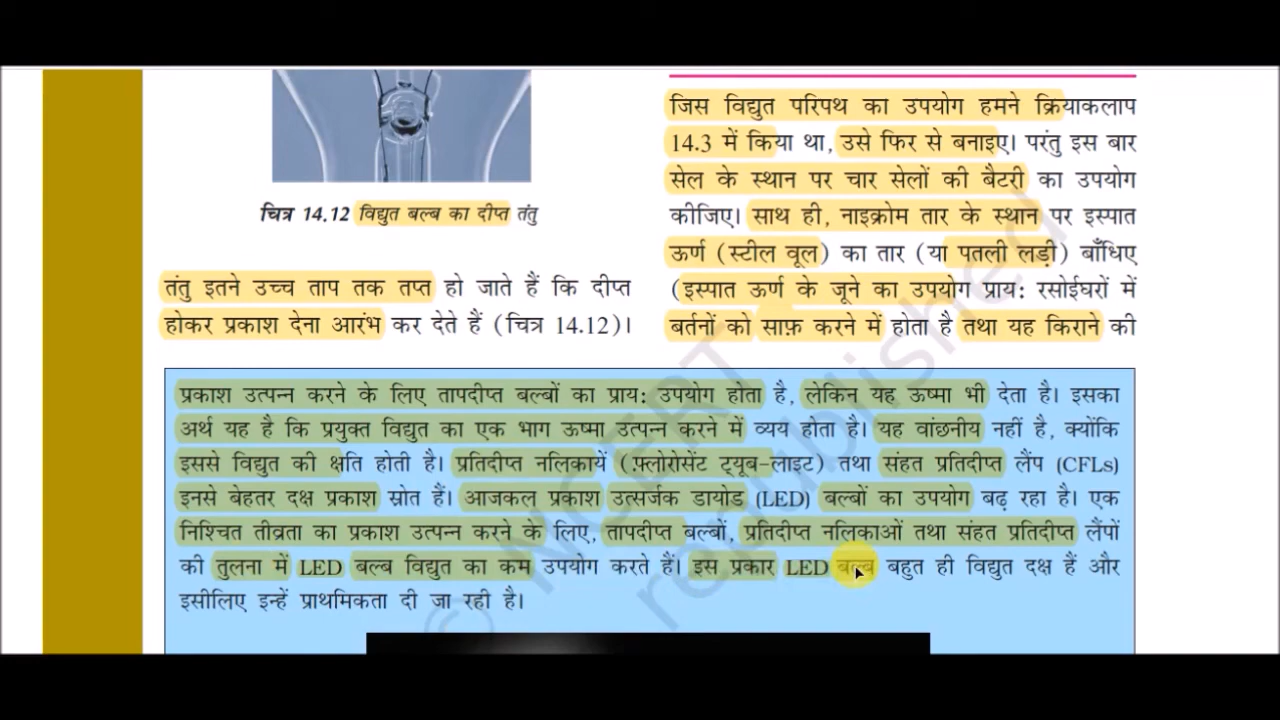 चित्र 14.12 विद्युत बल्ब का दीप्त तंतु
तंतु इतने उच्च ताप तक तप्त हो जाते हैं कि दीप्त
होकर प्रकाश देना आरंभ कर देते हैं (चित्र 14.12)।
जिस विद्युत परिपथ का उपयोग हमने क्रियाकलाप
14.3 में किया था, उसे फिर से बनाइए। परंतु इस बार
सेल के स्थान पर चार सेलों की बैटरी का उपयोग
कीजिए। साथ ही, नाइक्रोम तार के स्थान पर इस्पात
ऊर्ण (स्टील वूल) का तार (या पतली लड़ी) बाँधिए
(इस्पात ऊर्ण के जूने का उपयोग प्राय: रसोईघरों में
बर्तनों को साफ़ करने में होता है तथा यह किराने की
प्रकाश उत्पन्न करने के लिए तापदीप्त बल्बों का प्राय: उपयोग होता है, लेकिन यह ऊष्मा भी देता है। इसका
अर्थ यह है कि प्रयुक्त विद्युत का एक भाग ऊष्मा उत्पन्न करने में व्यय होता है। यह वांछनीय नहीं है, क्योंकि
इससे विद्युत की क्षति होती है। प्रतिदीप्त नलिकायें (फ़्लोरोसेंट ट्यूब-लाइट) तथा संहत प्रतिदीप्त लैंप (CFLs)
इनसे बेहतर दक्ष प्रकाश स्रोत हैं। आजकल प्रकाश उत्सर्जक डायोड (LED) बल्बों का उपयोग बढ़ रहा है। एक
निश्चित तीव्रता का प्रकाश उत्पन्न करने के लिए, तापदीप्त बल्बों, प्रतिदीप्त नलिकाओं तथा संहत प्रतिदीप्त लैंपों
की तुलना में LED बल्ब विद्युत का कम उपयोग करते हैं। इस प्रकार LED बल्ब बहुत ही विद्युत दक्ष हैं और
इसीलिए इन्हें प्राथमिकता दी जा रही है।
© NCERT
republished